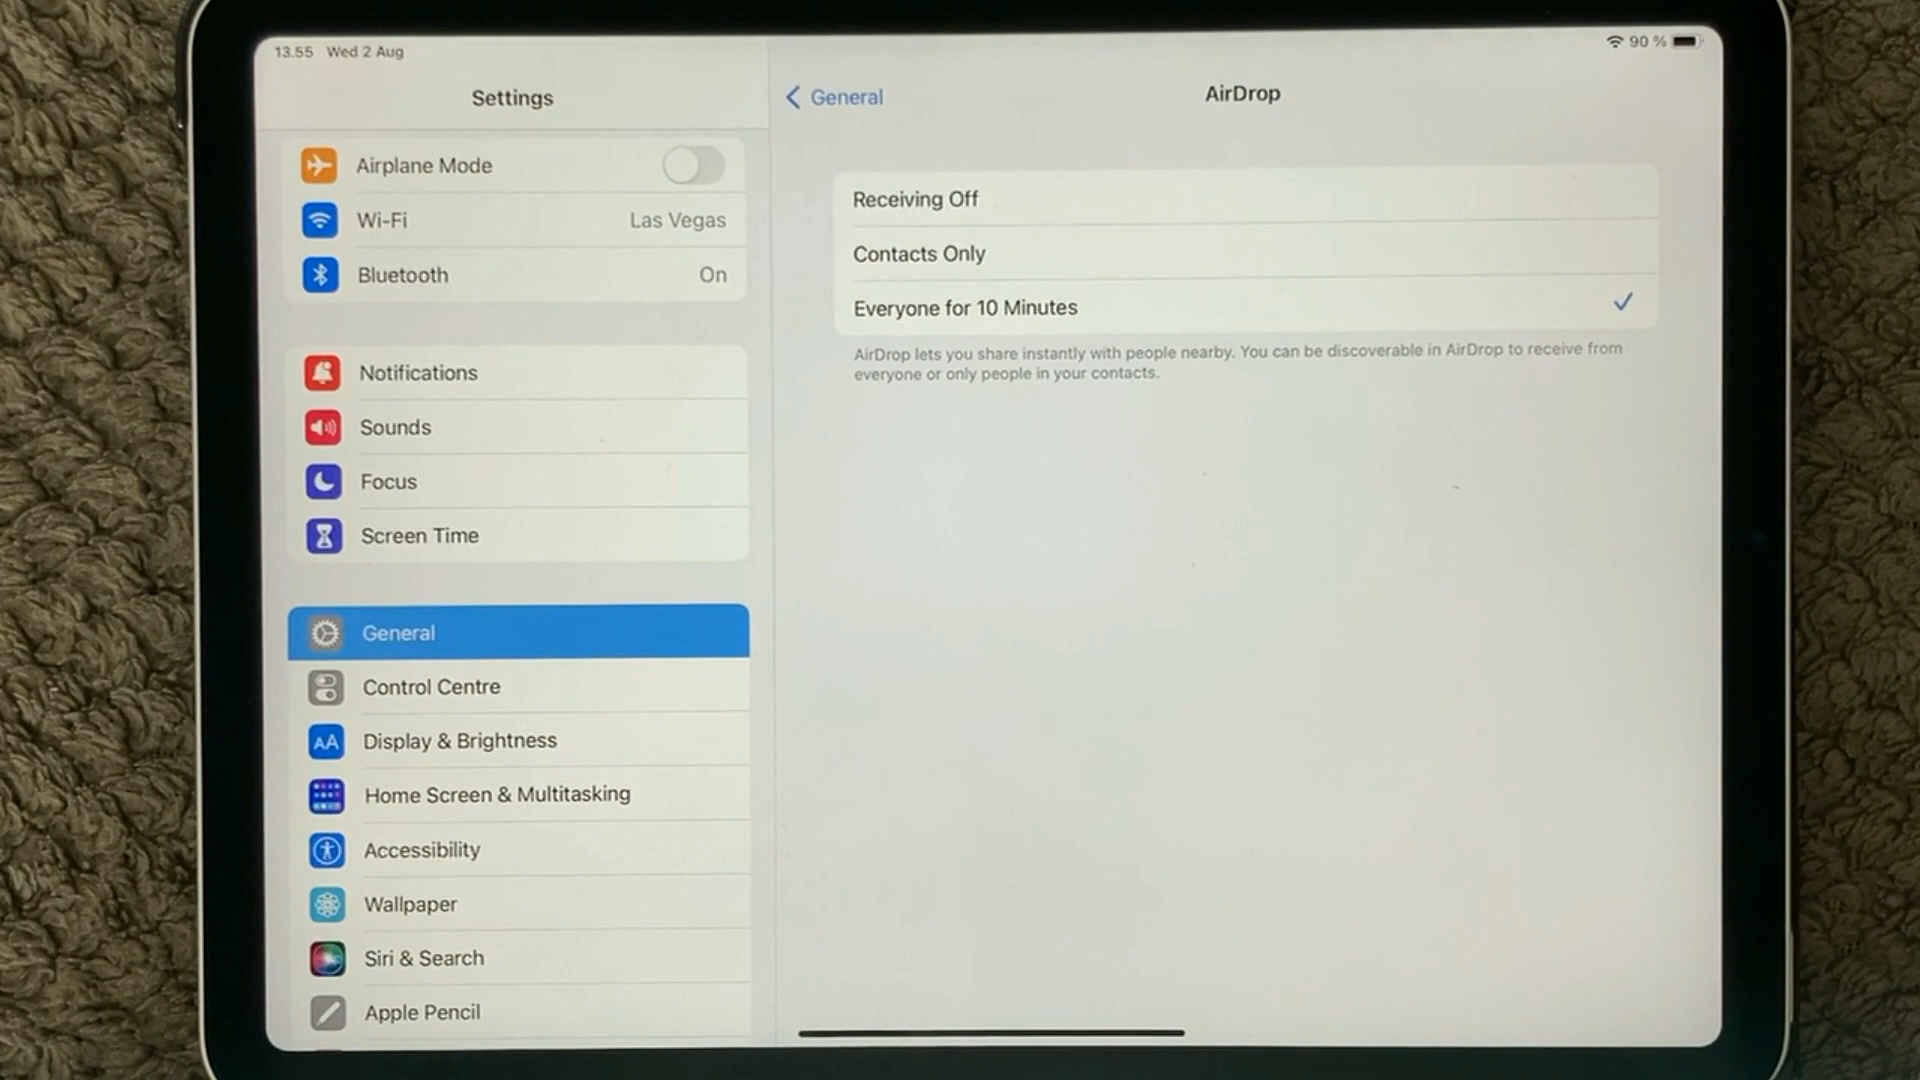 13.55 Wed 2 Aug
90 %
Settings
General
AirDrop
Airplane Mode
Wi-Fi Las Vegas
Bluetooth On
Notifications
Sounds
Focus
Screen Time
General
Control Centre
AA Display & Brightness
Home Screen & Multitasking
Accessibility
Wallpaper
Siri & Search
Apple Pencil
Receiving Off
Contacts Only
Everyone for 10 Minutes
AirDrop lets you share instantly with people nearby. You can be discoverable in AirDrop to receive from
everyone or only people in your contacts.